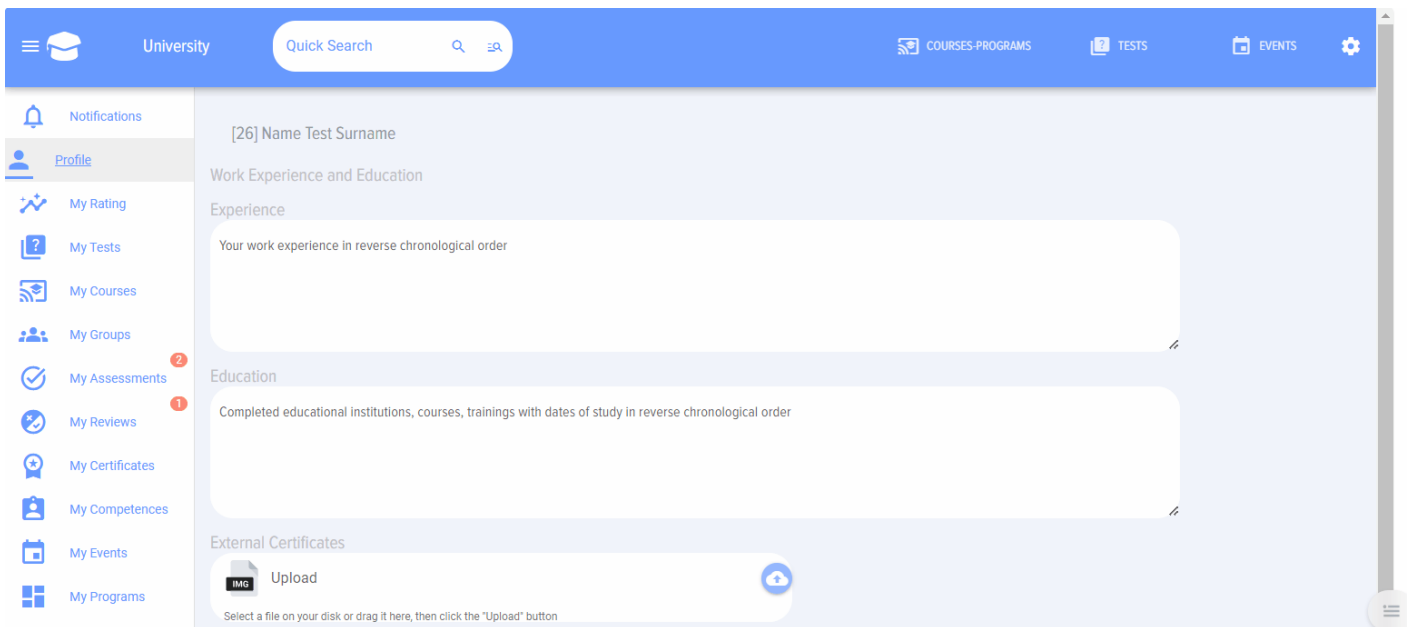 University
Quick Search
COURSES-PROGRAMS
?
TESTS
EVENTS
Notifications
Profile
My Rating
?
My Tests
My Courses
My Groups
2
My Assessments
1
My Reviews
My Certificates
My Competences
My Events
My Programs
[26] Name Test Surname
Work Experience and Education
Experience
Your work experience in reverse chronological order
Education
Completed educational institutions, courses, trainings with dates of study in reverse chronological order
External Certificates
IMG
Upload
Select a file on your disk or drag it here, then click the "Upload" button